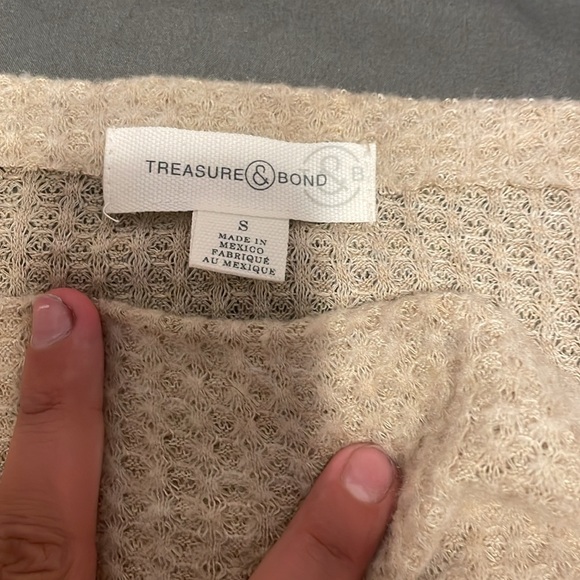 TREASURE & BOND & B
S
MADE IN
MEXICO
FABRIQUÉ
AU MEXIQUE